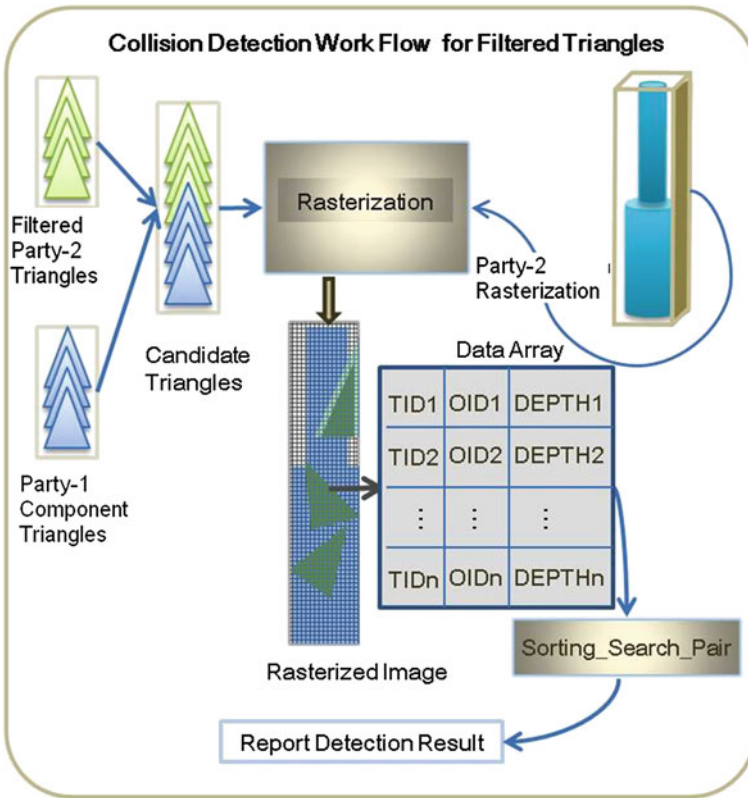 Collision Detection Work Flow for Filtered Triangles
Filtered
Party-2
Triangles
Candidate
Triangles
Rasterization
Party-2
Rasterization
Party-1
Component
Triangles
Data Array
TID1 OID1 DEPTH1
TID2 OID2 DEPTH2
⋮ ⋮ ⋮
TIDn OIDn DEPTHn
Rasterized Image
Sorting_Search_Pair
Report Detection Result